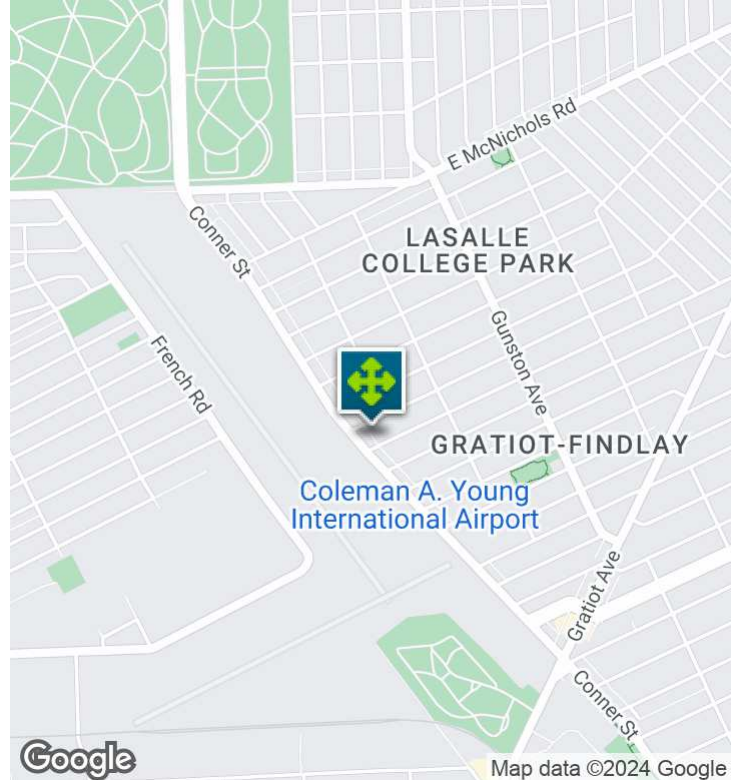 E McNichols Rd
Conner St
LASALLE
COLLEGE PARK
Gunston Ave
French Rd
GRATIOT-FINDLAY
Coleman A. Young
International Airport
Gratiot Ave
Conner St
Google
Map data ©2024 Google